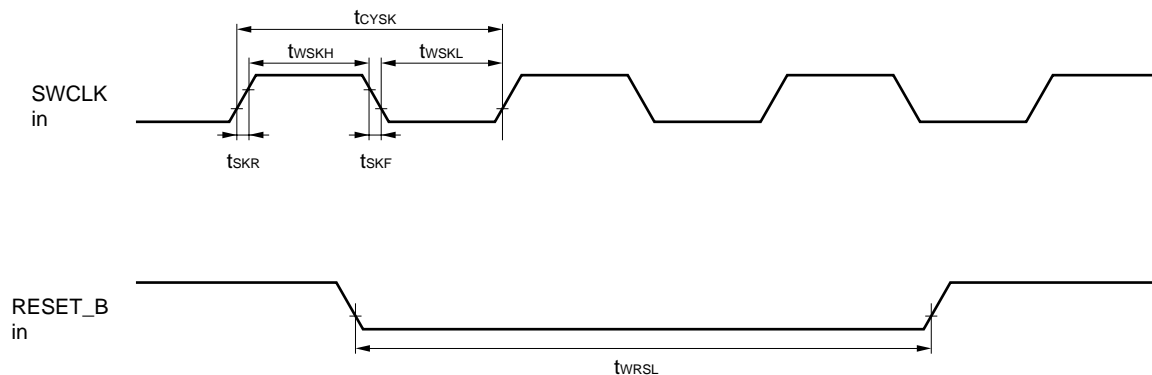 tCYSK
tWSKH
tWSKL
SWCLK
in
tSKR
tSKF
RESET_B
in
tWRSL